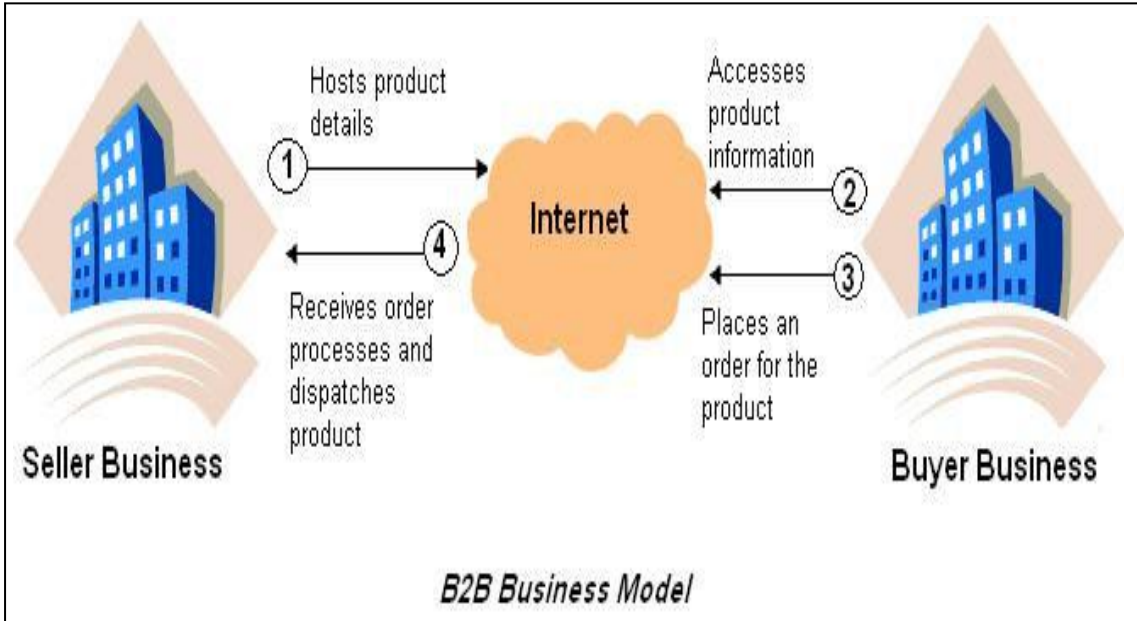 Hosts product
details
1
Accesses
product
information
2
Internet
4
3
Receives order
processes and
dispatches
product
Places an
order for the
product
Seller Business
Buyer Business
B2B Business Model